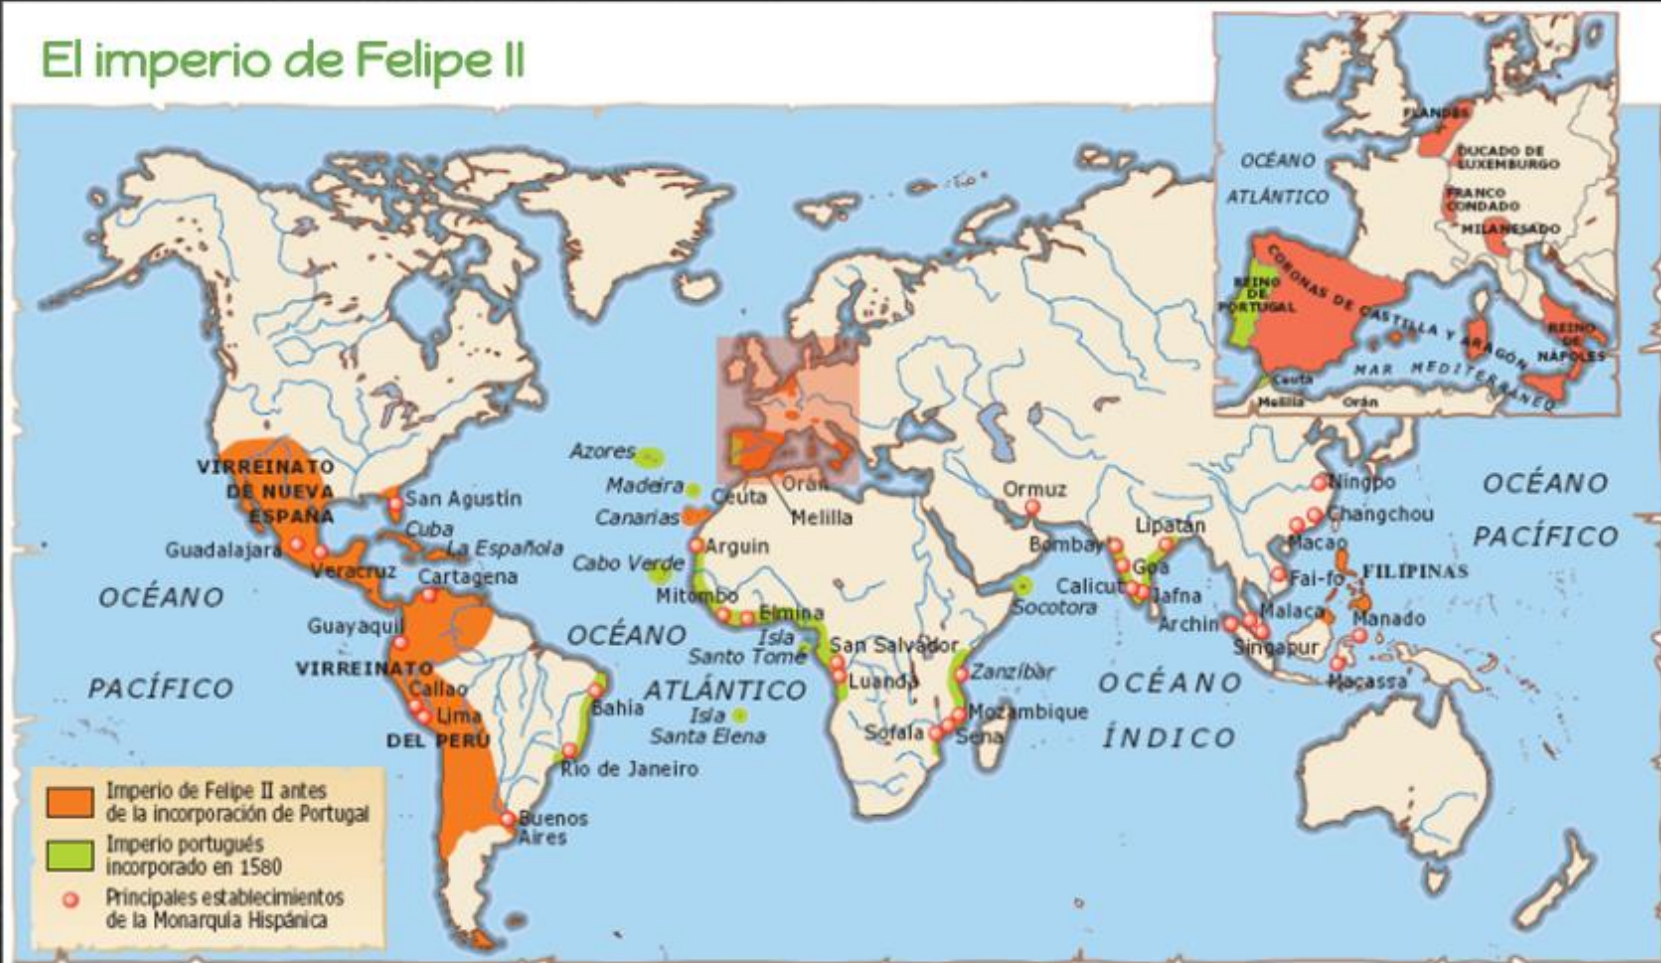 El imperio de Felipe II
OCÉANO
ATLÁNTICO
FLANDES
DUCADO DE
LUXEMBURGO
FRANCO
CONDADO
MILANESADO
CORONAS DE CASTILLA Y ARAGÓN
REINO
DE
PORTUGAL
REINO
DE
NÁPOLES
MAR MEDITERRÁNEO
Ceuta
Melilla
Orán
VIRREINATO
DE NUEVA
ESPAÑA
San Agustín
Cuba
La Española
Guadalajara
Veracruz
Cartagena
OCÉANO
PACÍFICO
Guayaquil
VIRREINATO
DEL PERÚ
Callao
Lima
Bahía
Río de Janeiro
Buenos
Aires
Azores
Madeira
Canarias
Cabo Verde
Ceuta
Orán
Melilla
Arguin
Mitombo
Elmina
OCÉANO
ATLÁNTICO
Isla
Santo Tomé
San Salvador
Luanda
Isla
Santa Elena
Zanzíbar
Mozambique
Sofala
Sena
Ormuz
Socotora
Bombay
Lipatán
Goa
Calicut
Jafna
OCÉANO
ÍNDICO
Archin
Malaca
Singapur
Ningpo
Changchou
Macao
Fai-fo
FILIPINAS
Manado
Macassa
OCÉANO
PACÍFICO
Imperio de Felipe II antes
de la incorporación de Portugal
Imperio portugués
incorporado en 1580
Principales establecimientos
de la Monarquía Hispánica